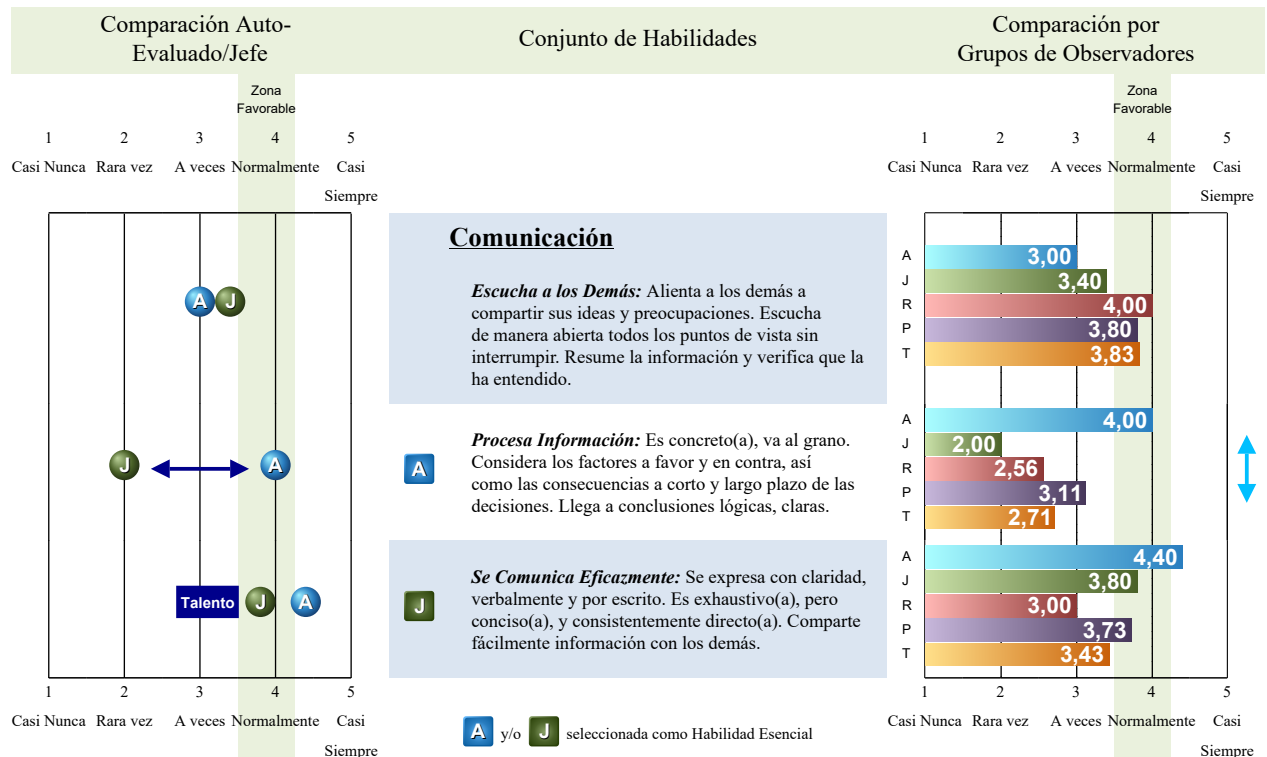 Comparación Auto-
Evaluado/Jefe
Conjunto de Habilidades
Comparación por
Grupos de Observadores
Zona
Favorable
1 2 3 4 5
Casi Nunca Rara vez A veces Normalmente Casi
Siempre
Zona
Favorable
1 2 3 4 5
Casi Nunca Rara vez A veces Normalmente Casi
Siempre
Comunicación
A J
Escucha a los Demás: Alienta a los demás a
compartir sus ideas y preocupaciones. Escucha
de manera abierta todos los puntos de vista sin
interrumpir. Resume la información y verifica que la
ha entendido.
A 3,00
J 3,40
R 4,00
P 3,80
T 3,83
J A
A
Procesa Información: Es concreto(a), va al grano.
Considera los factores a favor y en contra, así
como las consecuencias a corto y largo plazo de las
decisiones. Llega a conclusiones lógicas, claras.
A 4,00
J 2,00
R 2,56
P 3,11
T 2,71
Talento J A
J
Se Comunica Eficazmente: Se expresa con claridad,
verbalmente y por escrito. Es exhaustivo(a), pero
conciso(a), y consistentemente directo(a). Comparte
fácilmente información con los demás.
A 4,40
J 3,80
R 3,00
P 3,73
T 3,43
1 2 3 4 5
Casi Nunca Rara vez A veces Normalmente Casi
Siempre
A y/o J seleccionada como Habilidad Esencial
1 2 3 4 5
Casi Nunca Rara vez A veces Normalmente Casi
Siempre